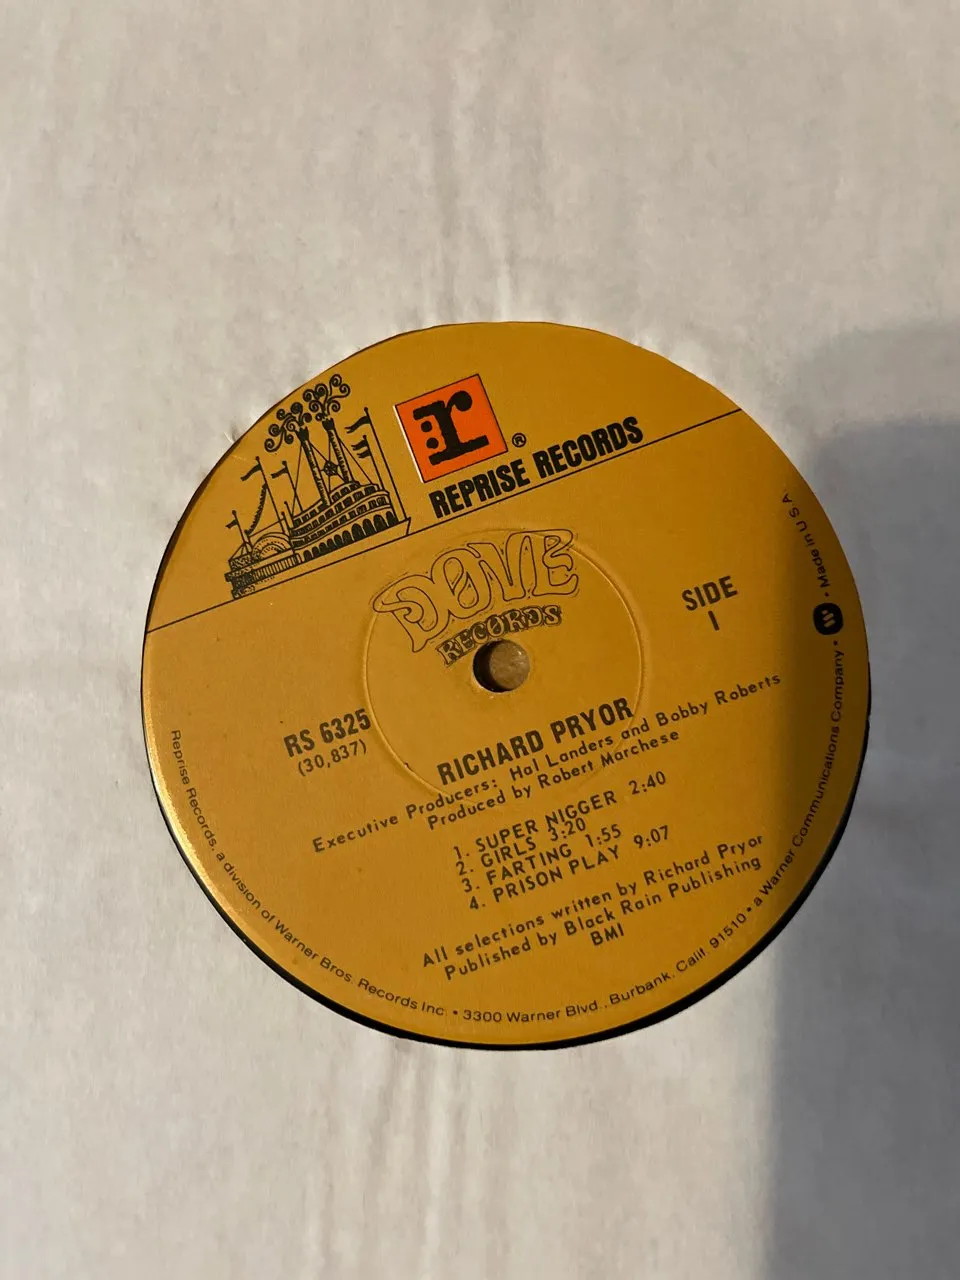 r ®
REPRISE RECORDS
DOVE
RECORDS
SIDE
1
RS 6325
(30,837)
RICHARD PRYOR
Executive Producers: Hal Landers and Bobby Roberts
Produced by Robert Marchese
1. SUPER NIGGER 2:40
2. GIRLS 3:20
3. FARTING 1:55
4. PRISON PLAY 9:07
All selections written by Richard Pryor
Published by Black Rain Publishing
BMI
Reprise Records, a division of Warner Bros. Records Inc. • 3300 Warner Blvd., Burbank, Calif. 91510 • a Warner Communications Company • W • Made in U.S.A.